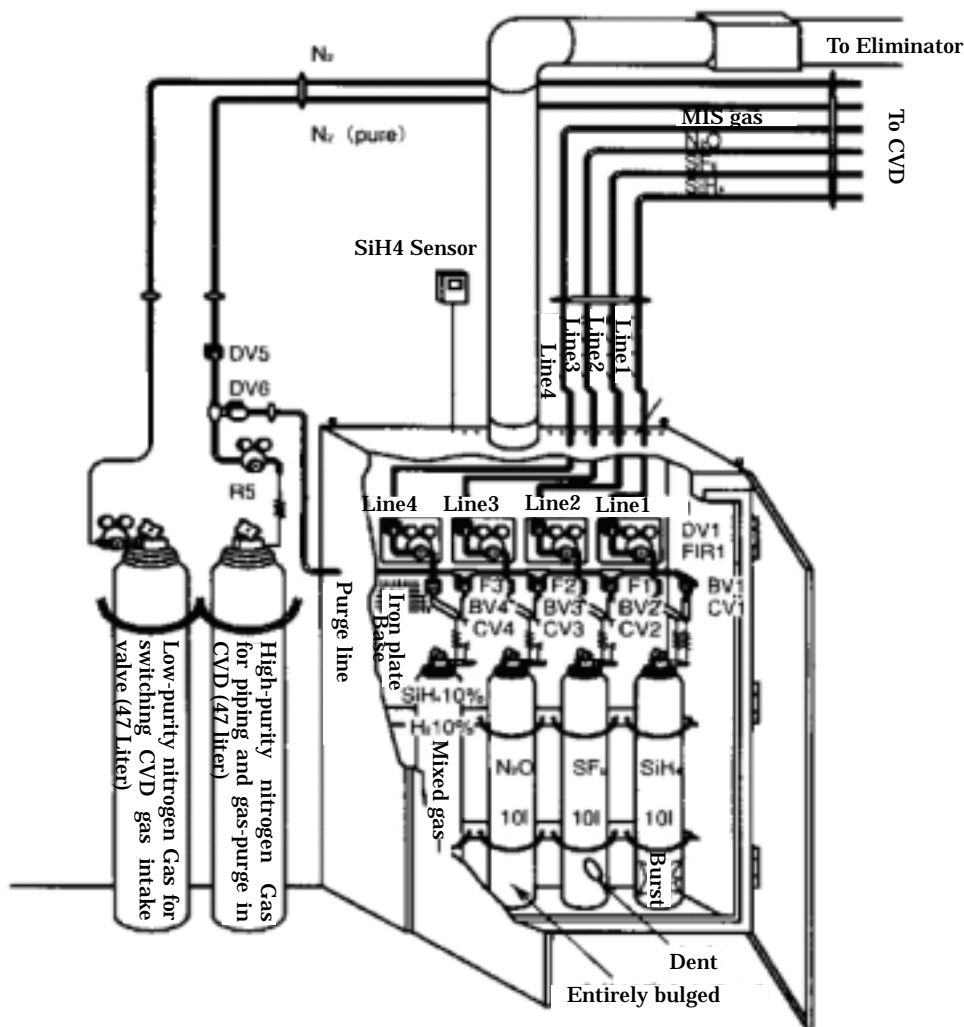 To Eliminator
N₂
N₂ (pure)
MIS gas
N₂O
SF₆
SiH₄
To CVD
SiH4 Sensor
DV5
DV6
R5
Line4
Line3
Line2
Line1
Line4
Line3
Line2
Line1
DV1
FIR1
F3
F2
F1
BV1
BV4
BV3
BV2
CV1
CV4
CV3
CV2
Purge line
Iron plate
Base
Low-purity nitrogen Gas for
switching CVD gas intake
valve (47 Liter)
High-purity nitrogen Gas
for piping and gas-purge in
CVD (47 liter)
SiH₄10%
H₂10%
Mixed gas
N₂O
10l
SF₆
10l
SiH₄
10l
Burst
Dent
Entirely bulged